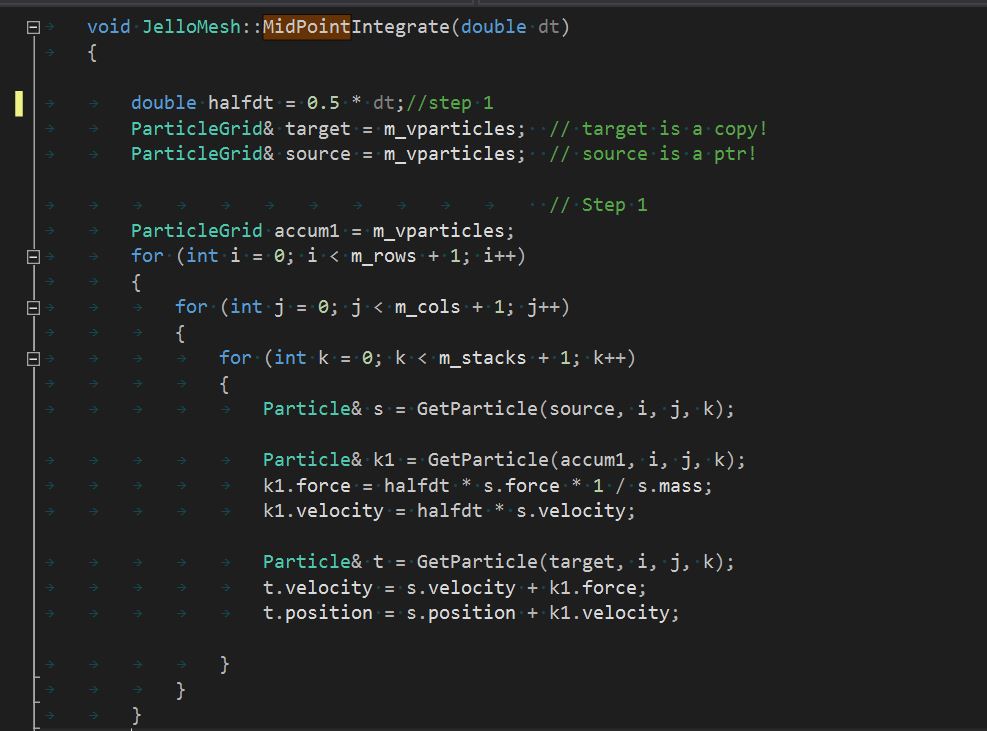 void JelloMesh::MidPointIntegrate(double dt)
{
double halfdt = 0.5 * dt;//step 1
ParticleGrid& target = m_vparticles;  // target is a copy!
ParticleGrid& source = m_vparticles;  // source is a ptr!
// Step 1
ParticleGrid accum1 = m_vparticles;
for (int i = 0; i < m_rows + 1; i++)
{
for (int j = 0; j < m_cols + 1; j++)
{
for (int k = 0; k < m_stacks + 1; k++)
{
Particle& s = GetParticle(source, i, j, k);
Particle& k1 = GetParticle(accum1, i, j, k);
k1.force = halfdt * s.force * 1 / s.mass;
k1.velocity = halfdt * s.velocity;
Particle& t = GetParticle(target, i, j, k);
t.velocity = s.velocity + k1.force;
t.position = s.position + k1.velocity;
}
}
}